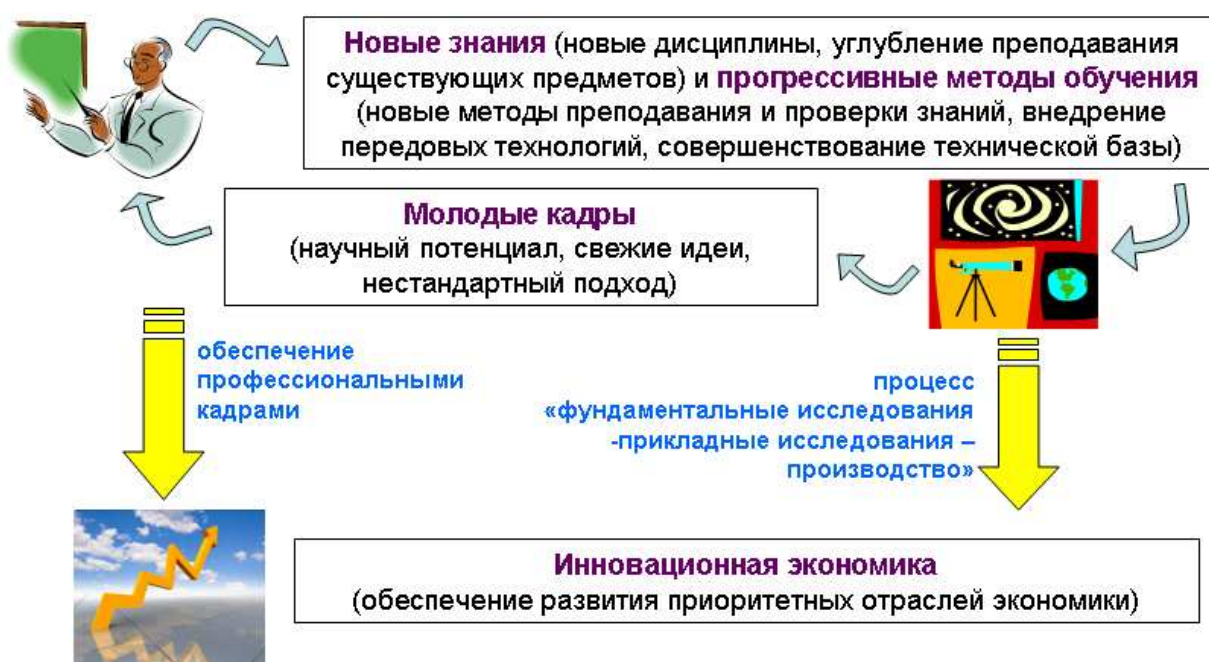 Новые знания (новые дисциплины, углубление преподавания
существующих предметов) и прогрессивные методы обучения
(новые методы преподавания и проверки знаний, внедрение
передовых технологий, совершенствование технической базы)
Молодые кадры
(научный потенциал, свежие идеи,
нестандартный подход)
обеспечение
профессиональными
кадрами
процесс
«фундаментальные исследования
-прикладные исследования –
производство»
Инновационная экономика
(обеспечение развития приоритетных отраслей экономики)